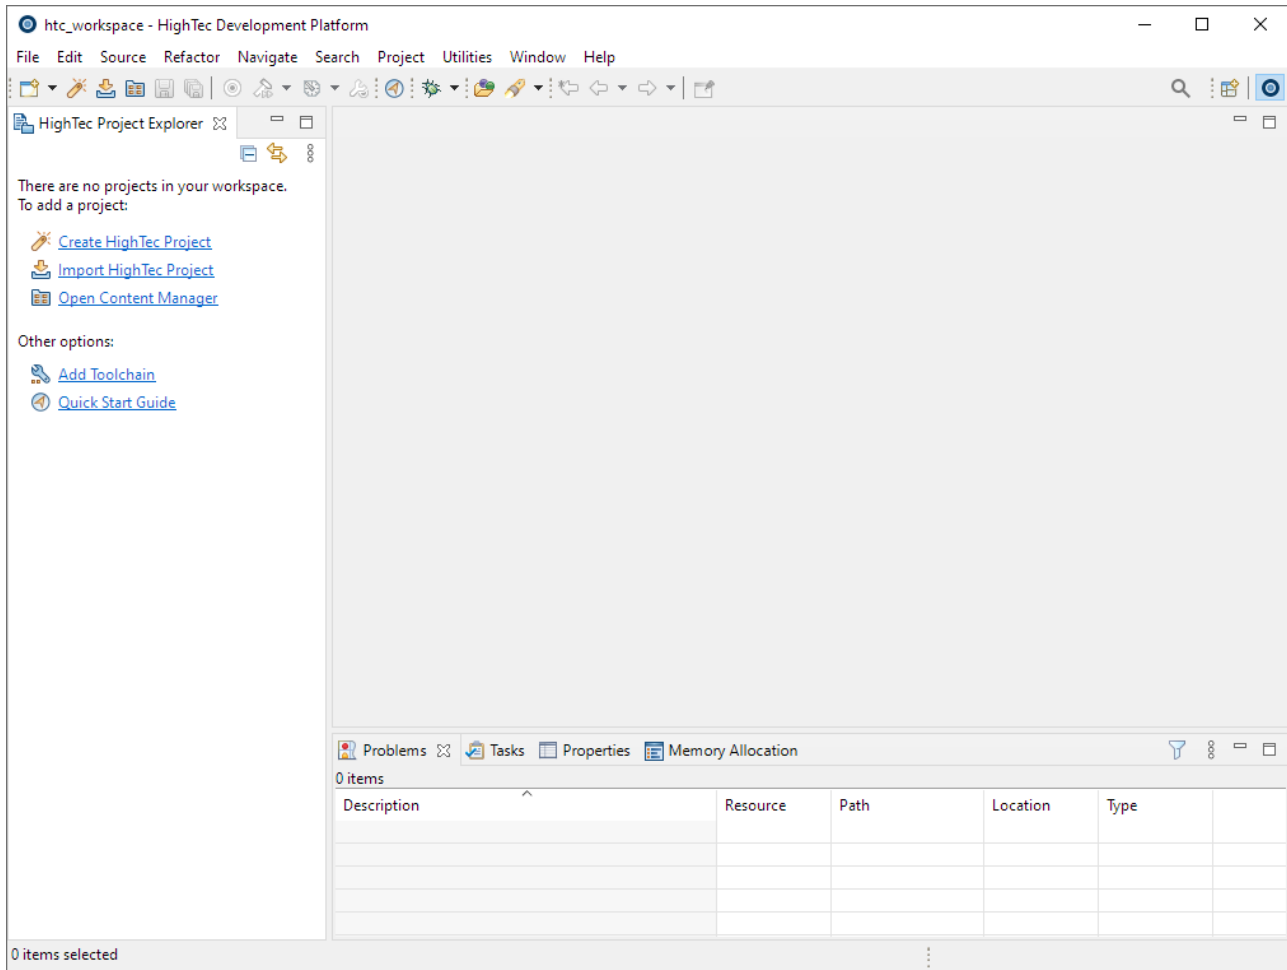 htc_workspace - HighTec Development Platform
File Edit Source Refactor Navigate Search Project Utilities Window Help
HighTec Project Explorer
There are no projects in your workspace.
To add a project:
Create HighTec Project
Import HighTec Project
Open Content Manager
Other options:
Add Toolchain
Quick Start Guide
Problems Tasks Properties Memory Allocation
0 items
Description Resource Path Location Type
0 items selected